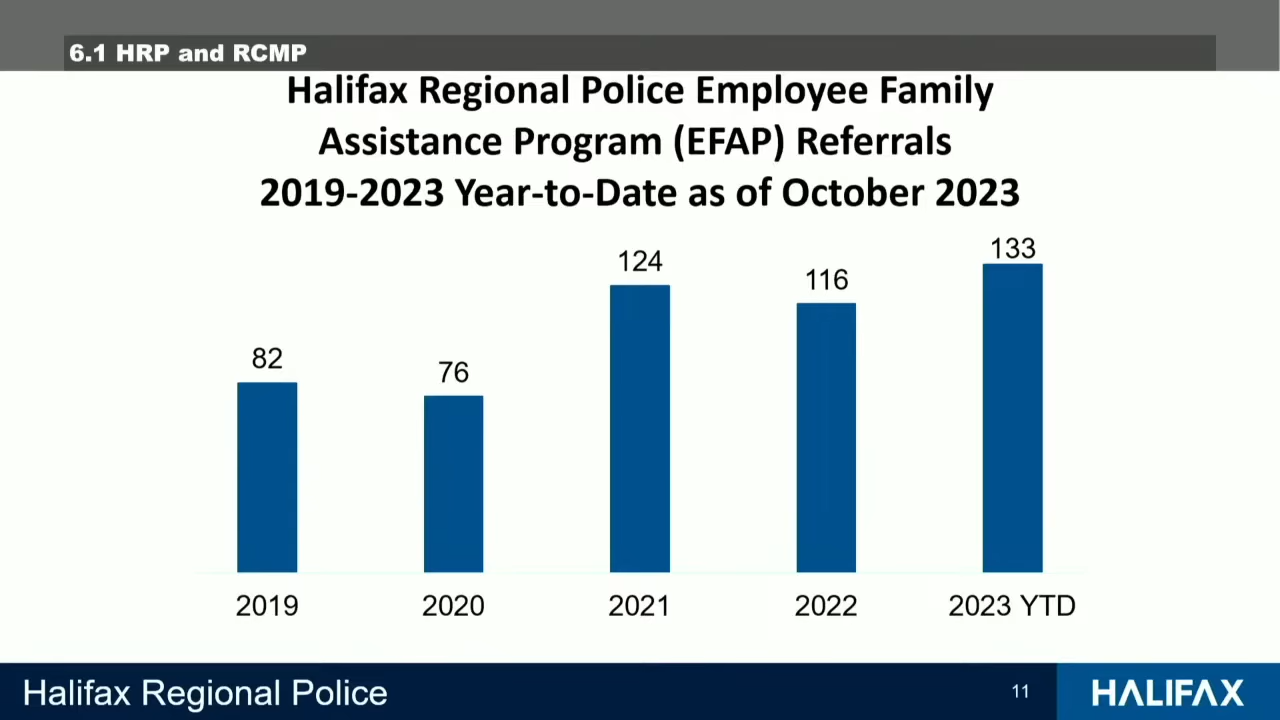 6.1 HRP and RCMP
Halifax Regional Police Employee Family
Assistance Program (EFAP) Referrals
2019-2023 Year-to-Date as of October 2023
82
76
124
116
133
2019
2020
2021
2022
2023 YTD
Halifax Regional Police
11
HALIFAX